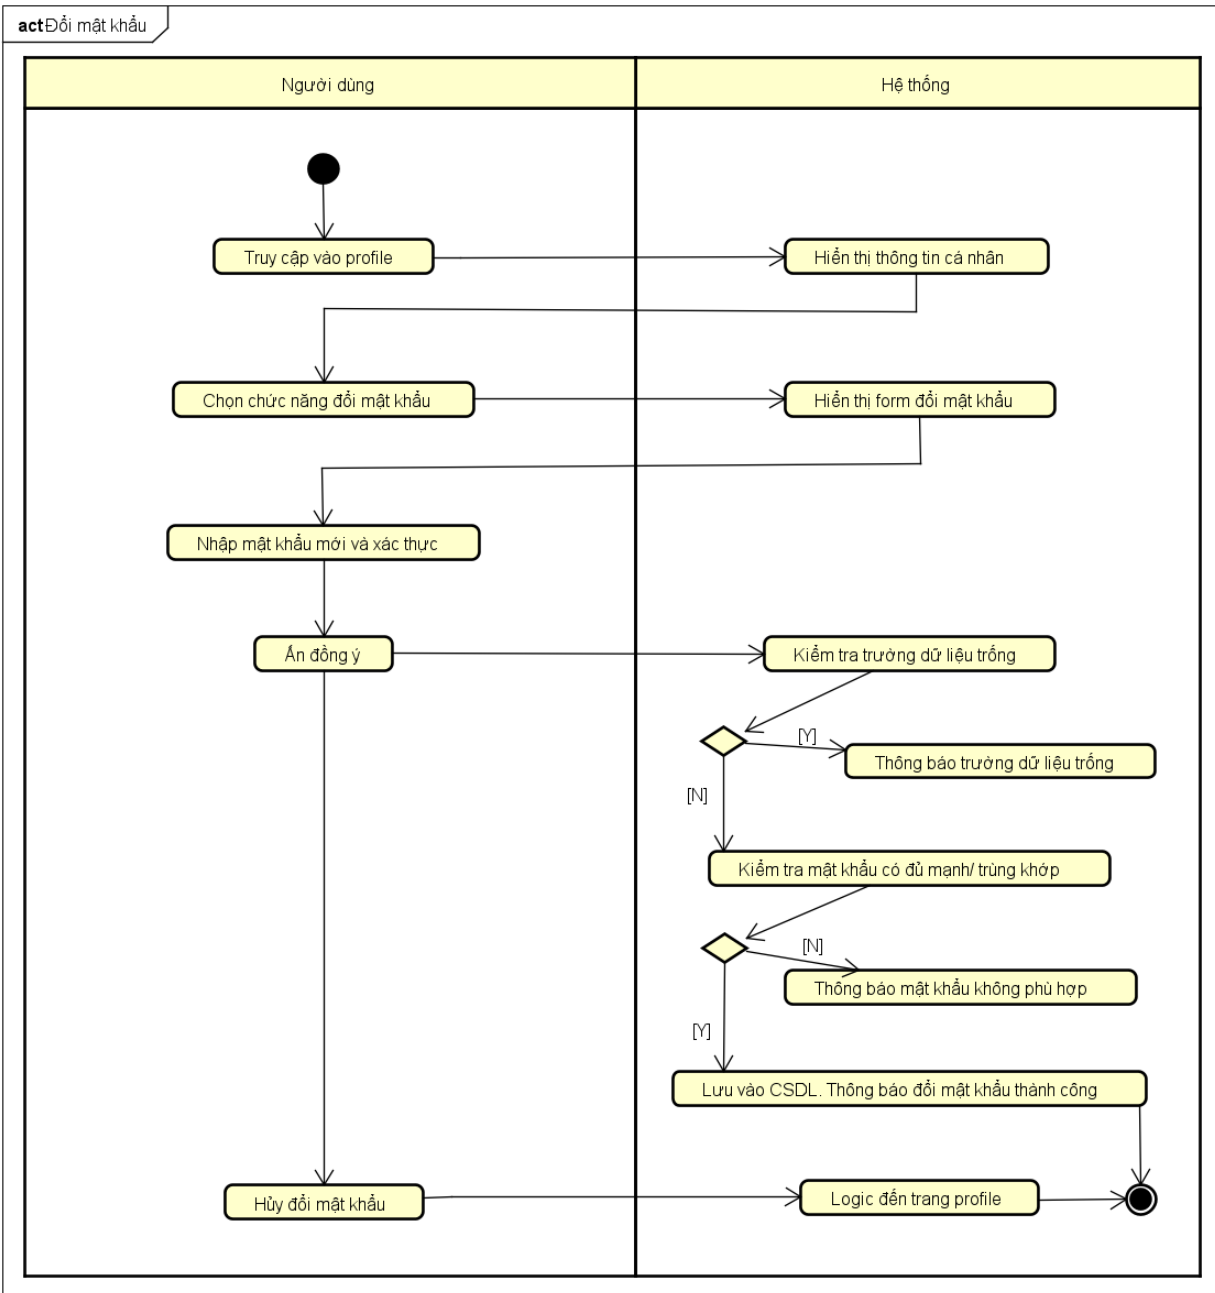 act Đổi mật khẩu
Người dùng
Hệ thống
Truy cập vào profile
Hiển thị thông tin cá nhân
Chọn chức năng đổi mật khẩu
Hiển thị form đổi mật khẩu
Nhập mật khẩu mới và xác thực
Ấn đồng ý
Kiểm tra trường dữ liệu trống
[Y]
Thông báo trường dữ liệu trống
[N]
Kiểm tra mật khẩu có đủ mạnh/ trùng khớp
[N]
Thông báo mật khẩu không phù hợp
[Y]
Lưu vào CSDL. Thông báo đổi mật khẩu thành công
Hủy đổi mật khẩu
Logic đến trang profile